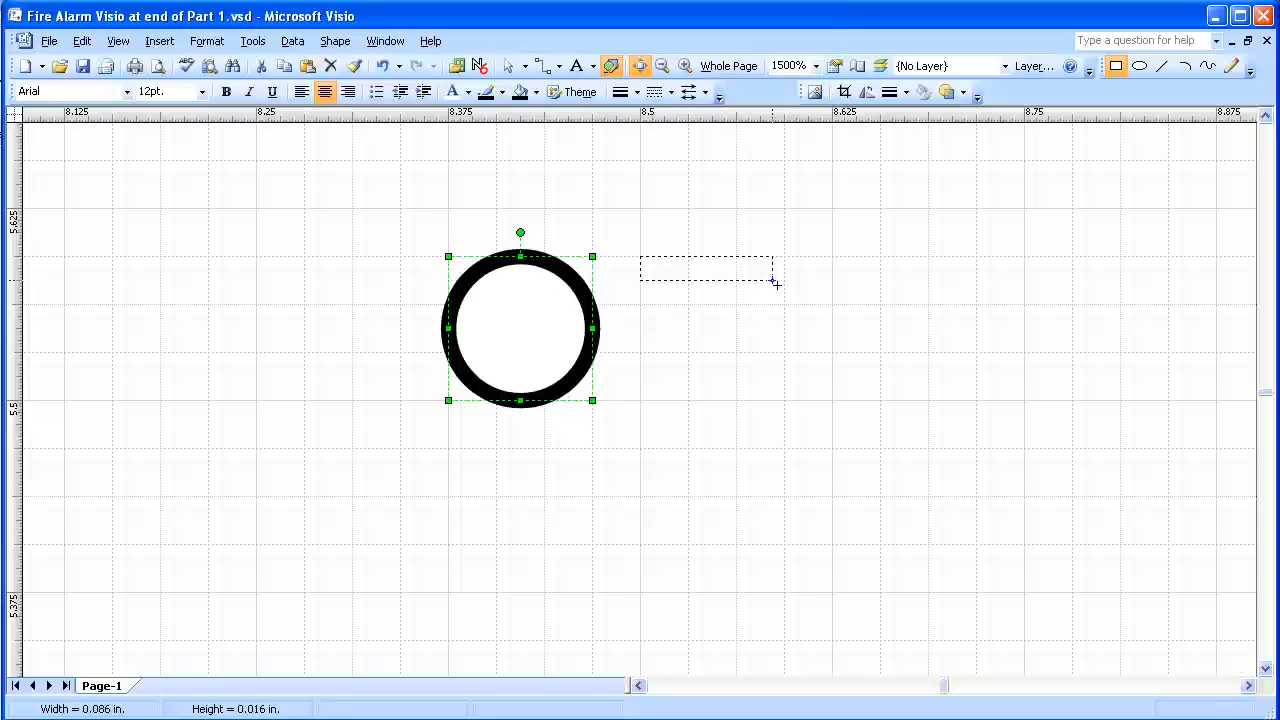 Fire Alarm Visio at end of Part 1.vsd - Microsoft Visio
File Edit View Insert Format Tools Data Shape Window Help Type a question for help
Whole Page 1500% {No Layer} Layer...
Arial 12pt. B I U A Theme
8.125 8.25 8.375 8.5 8.625 8.75 8.875
5.625
5.5
5.375
Page-1
Width = 0.086 in. Height = 0.016 in.